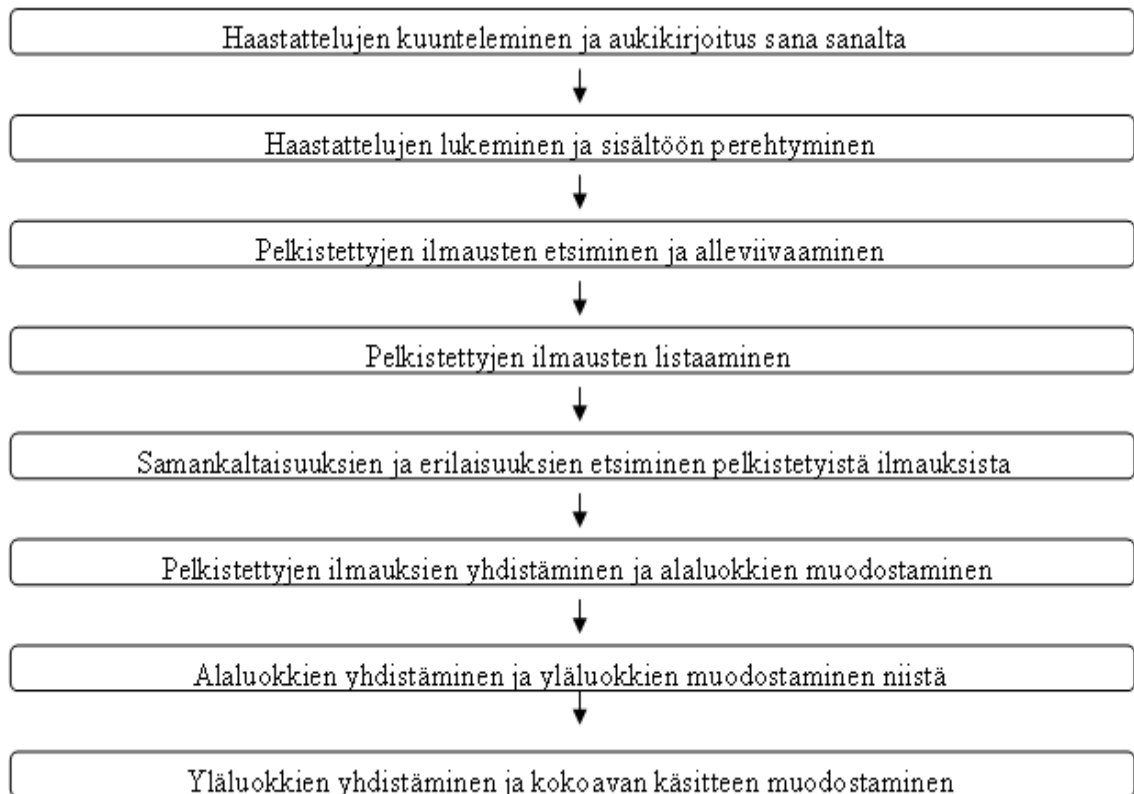 Haastattelujen kuunteleminen ja aukikirjoitus sana sanalta
Haastattelujen lukeminen ja sisältöön perehtyminen
Pelkistettyjen ilmausten etsiminen ja alleviivaaminen
Pelkistettyjen ilmausten listaaminen
Samankaltaisuuksien ja erilaisuuksien etsiminen pelkistetyistä ilmauksista
Pelkistettyjen ilmauksien yhdistäminen ja alaluokkien muodostaminen
Alaluokkien yhdistäminen ja yläluokkien muodostaminen niistä
Yläluokkien yhdistäminen ja kokoavan käsitteen muodostaminen